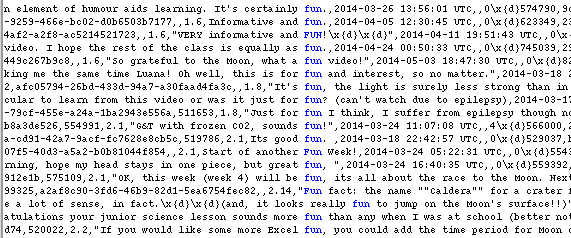 n element of humour aids learning. It's certainly fun.,2014-03-26 13:56:01 UTC,,0\x{d}574790,9c
-9259-466e-bc02-d0b6503b7177,,1.6,Informative and fun.,2014-04-05 12:30:45 UTC,,0\x{d}623349,23
4af2-a2f8-ac5214521723,,1.6,"VERY informative and FUN!\x{d}\x{d}",2014-04-11 19:51:43 UTC,,0\x
video. I hope the rest of the class is equally as fun.,2014-04-24 00:50:33 UTC,,0\x{d}745039,29
449c267b9c8,,1.6,"So grateful to the Moon, what a fun video!",2014-05-03 18:47:30 UTC,,0\x{d}82
king me the same time Luana! Oh well, this is for fun and interest, so no matter.",2014-03-18 2
2,afc05794-26bd-433d-94a7-a30faad4fa3c,,1.8,"It's fun, the light is surely less strong than in
cular to learn from this video or was it just for fun? (can't watch due to epilepsy),2014-03-17
-79cf-455e-a24a-1ba2943e556a,511653,1.8,"Just for fun I think, I suffer from epilepsy though no
b8a3de526,554991,2.1,"G&T with frozen CO2, sounds fun!",2014-03-24 11:07:08 UTC,,4\x{d}566000,2
a-cd91-42a7-9acf-fc7628e8cb5c,519786,2.1,Its good fun.,2014-03-18 22:42:57 UTC,,0\x{d}529037,1
07f5-40d3-a5a2-b0b81044f854,,2.1,Start of another Fun Week!,2014-03-24 05:22:31 UTC,,0\x{d}554
rning, hope my head stays in one piece, but great fun, ",2014-03-24 16:40:35 UTC,,0\x{d}559392,
912e1b,575109,2.1,"OK, this week (week 4) will be fun, its all about the race to the Moon. Next
99325,a2af8c90-3fd6-46b9-82d1-5ea6754fec82,,2.14,"Fun fact: the name ""caldera"" for a crater f
e a lot of sense, in fact.\x{d}\x{d}(and, it looks really fun to jump on the Moon's surface!!)"
atulations your junior science lesson sounds more fun than any when I was at school (better not
d74,520022,2.2,"If you would like some more Excel fun, you could add the time period for Moon o